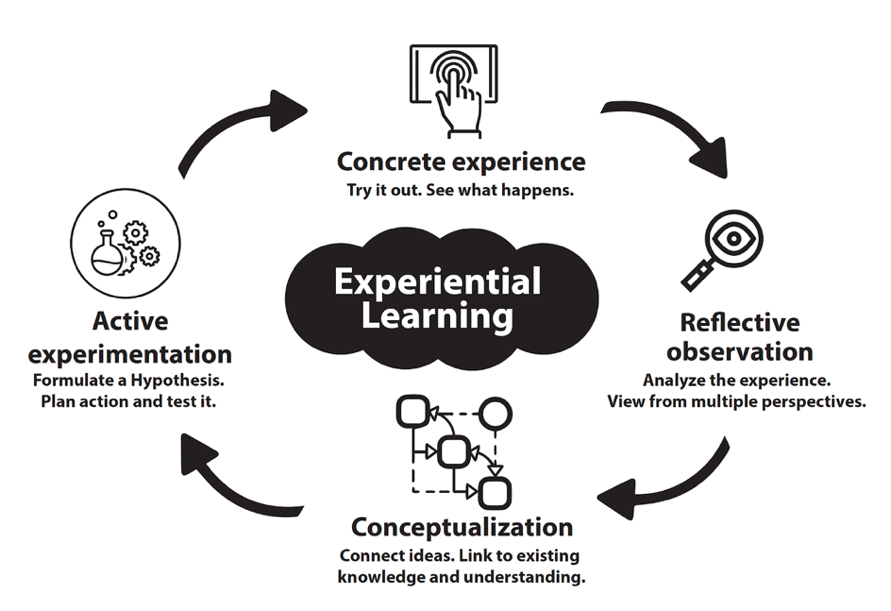 Concrete experience
Try it out. See what happens.
Experiential
Learning
Reflective
observation
Analyze the experience.
View from multiple perspectives.
Conceptualization
Connect ideas. Link to existing
knowledge and understanding.
Active
experimentation
Formulate a Hypothesis.
Plan action and test it.